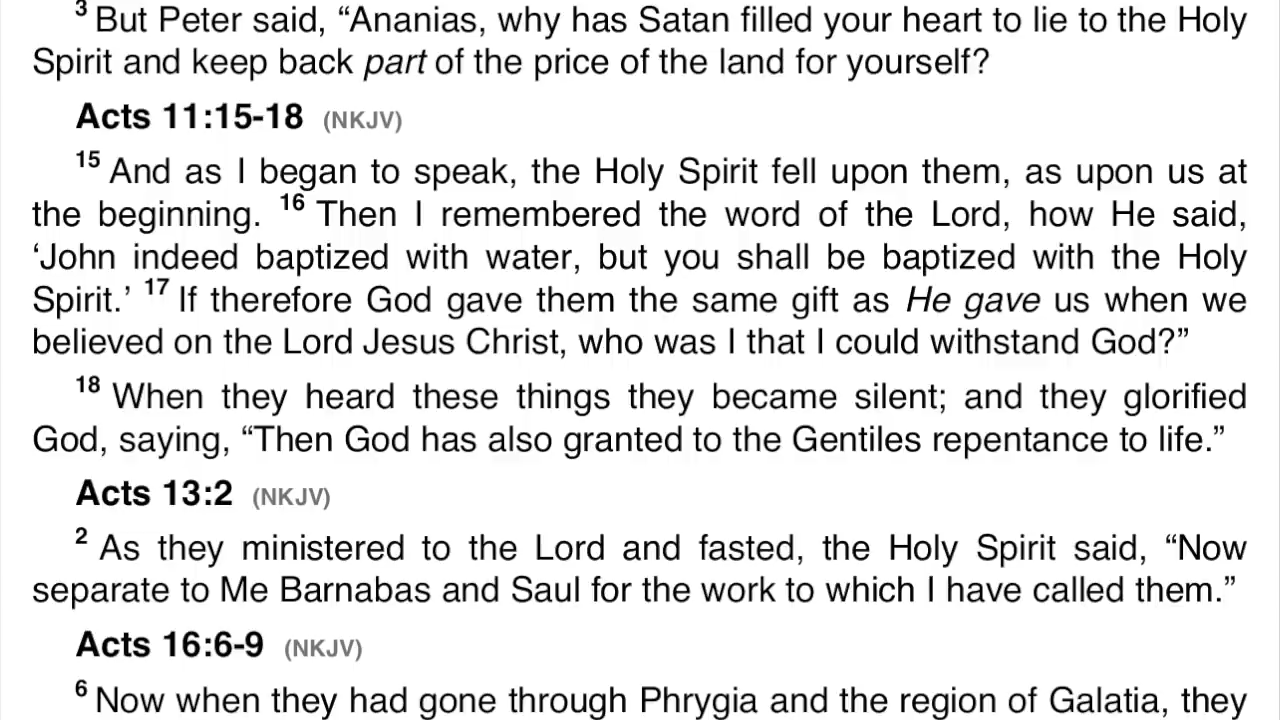 3 But Peter said, “Ananias, why has Satan filled your heart to lie to the Holy
Spirit and keep back part of the price of the land for yourself?
Acts 11:15-18 (NKJV)
15 And as I began to speak, the Holy Spirit fell upon them, as upon us at
the beginning. 16 Then I remembered the word of the Lord, how He said,
‘John indeed baptized with water, but you shall be baptized with the Holy
Spirit.’ 17 If therefore God gave them the same gift as He gave us when we
believed on the Lord Jesus Christ, who was I that I could withstand God?”
18 When they heard these things they became silent; and they glorified
God, saying, “Then God has also granted to the Gentiles repentance to life.”
Acts 13:2 (NKJV)
2 As they ministered to the Lord and fasted, the Holy Spirit said, “Now
separate to Me Barnabas and Saul for the work to which I have called them.”
Acts 16:6-9 (NKJV)
6 Now when they had gone through Phrygia and the region of Galatia, they